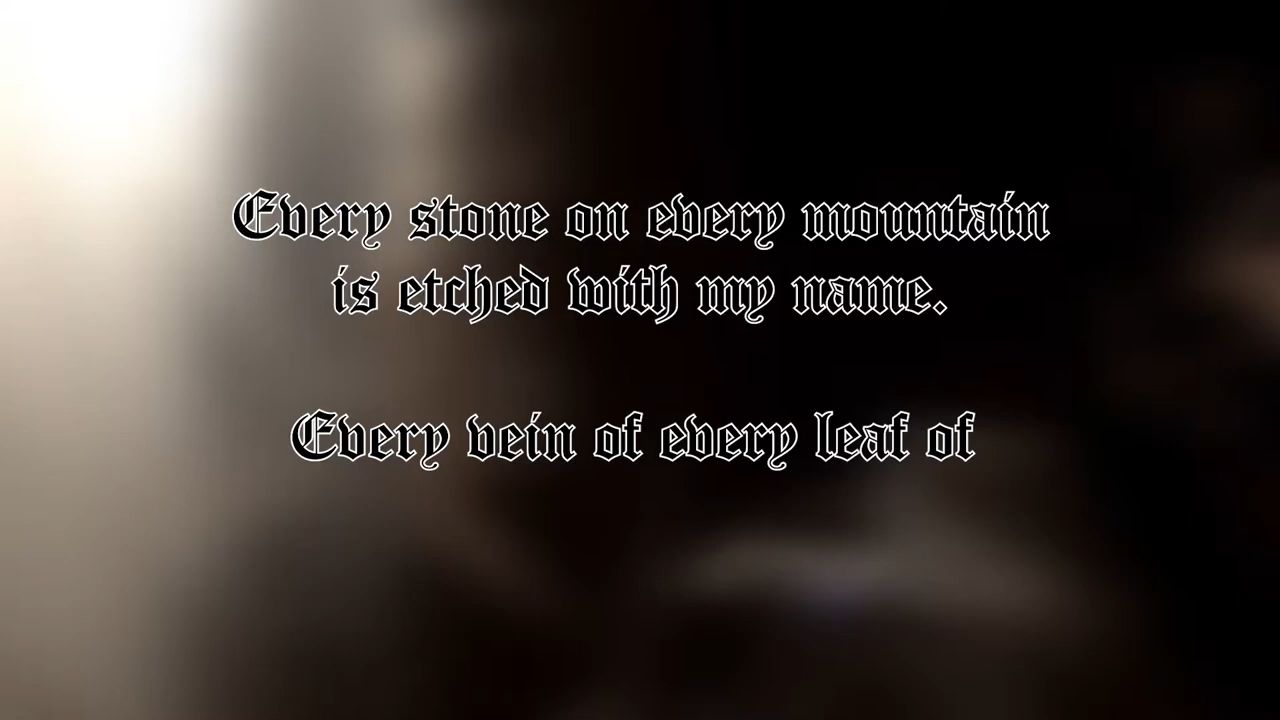 Every stone on every mountain
is etched with my name.
Every vein of every leaf of